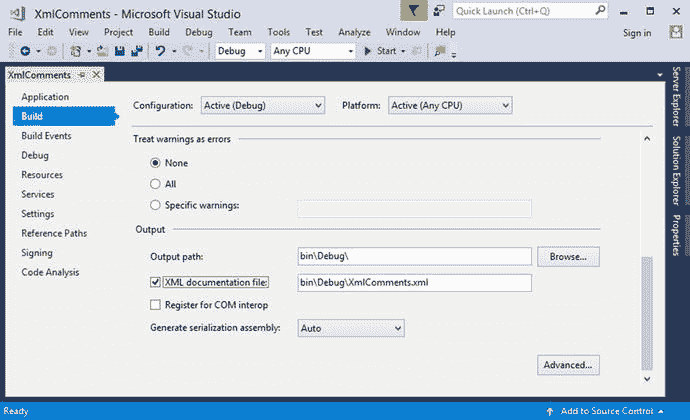 XmlComments - Microsoft Visual Studio
Quick Launch (Ctrl+Q)
File Edit View Project Build Debug Team Tools Test Analyze Window Help
Sign in
Debug Any CPU Start
XmlComments
Application
Build
Build Events
Debug
Resources
Services
Settings
Reference Paths
Signing
Code Analysis
Configuration: Active (Debug) Platform: Active (Any CPU)
Treat warnings as errors
None
All
Specific warnings:
Output
Output path: bin\Debug\ Browse...
XML documentation file: bin\Debug\XmlComments.xml
Register for COM interop
Generate serialization assembly: Auto
Advanced...
Server Explorer
Solution Explorer
Properties
Ready
Add to Source Control